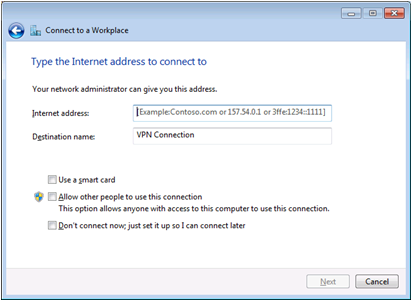 Connect to a Workplace
Type the Internet address to connect to
Your network administrator can give you this address.
Internet address: [Example:Contoso.com or 157.54.0.1 or 3ffe:1234::1111]
Destination name: VPN Connection
Use a smart card
Allow other people to use this connection
This option allows anyone with access to this computer to use this connection.
Don't connect now; just set it up so I can connect later
Next Cancel